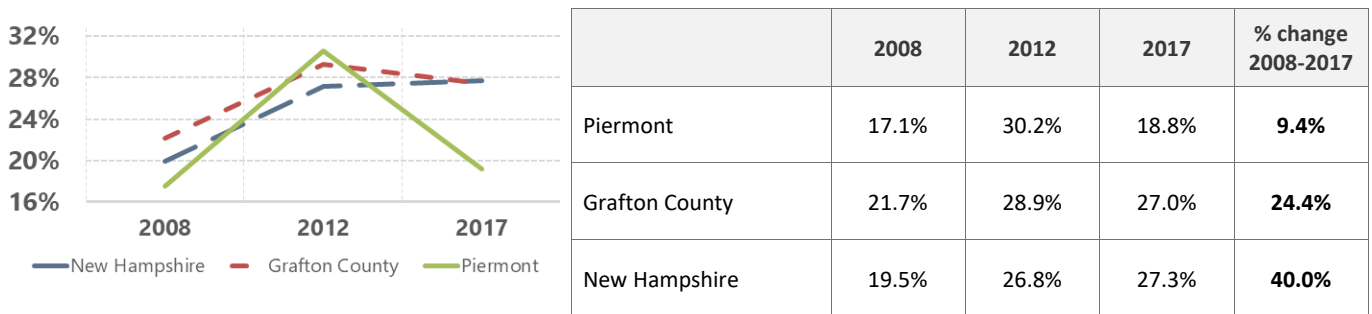 32%
28%
24%
20%
16%
2008 2012 2017
New Hampshire Grafton County Piermont
2008 2012 2017 % change
2008-2017
Piermont 17.1% 30.2% 18.8% 9.4%
Grafton County 21.7% 28.9% 27.0% 24.4%
New Hampshire 19.5% 26.8% 27.3% 40.0%